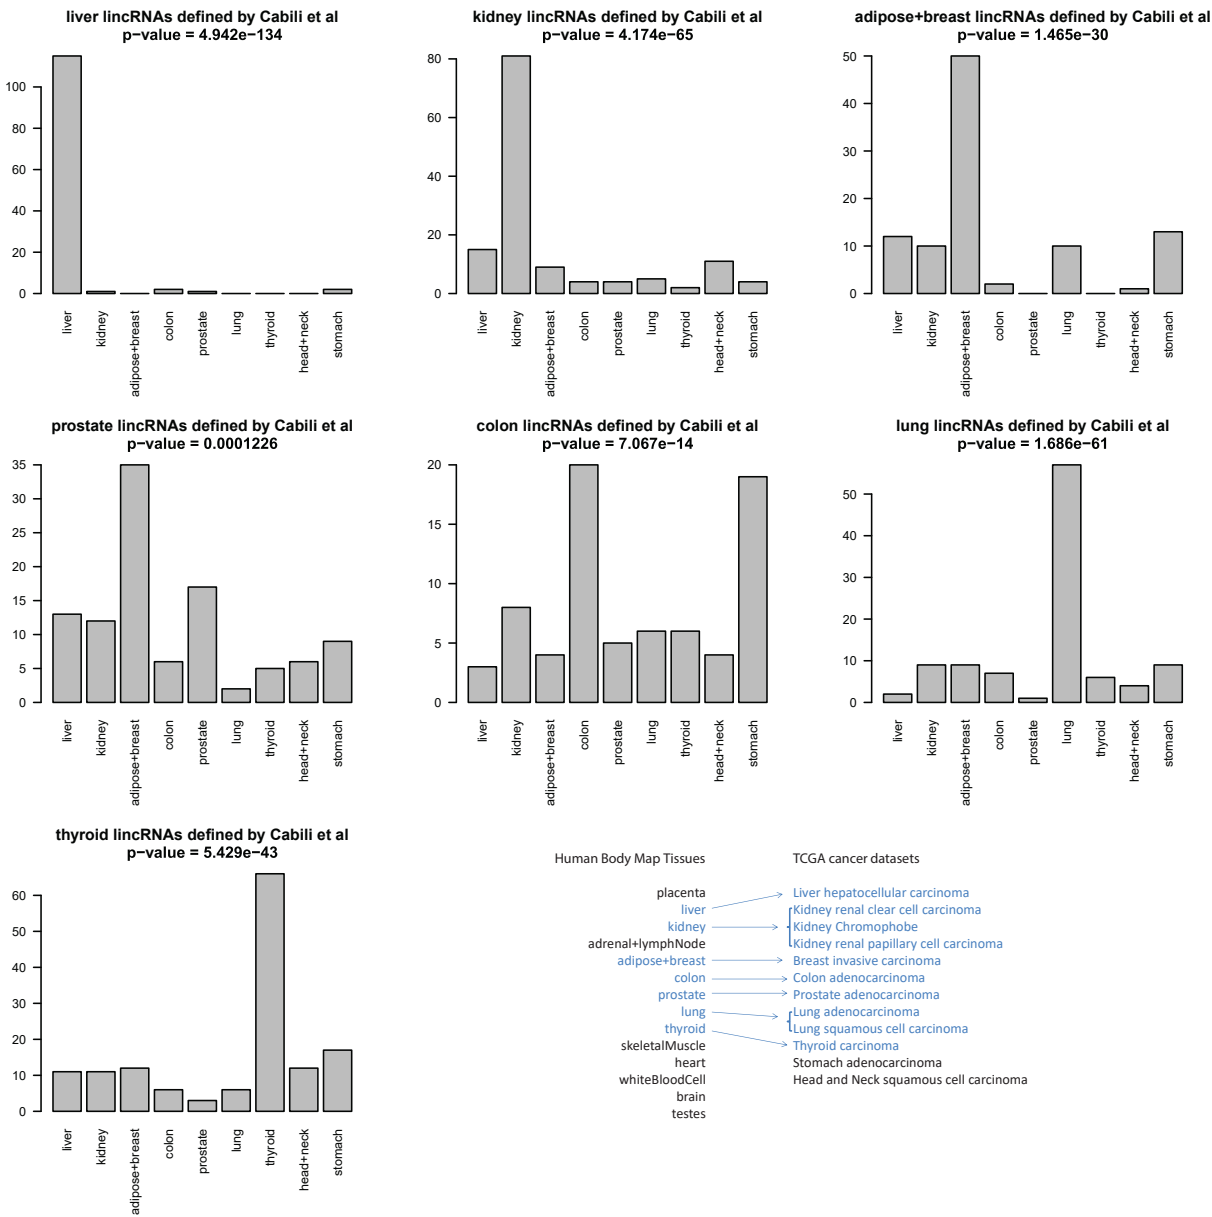 liver lincRNAs defined by Cabili et al
p−value = 4.942e−134
100
80
60
40
20
0
liver
kidney
adipose+breast
colon
prostate
lung
thyroid
head+neck
stomach
kidney lincRNAs defined by Cabili et al
p−value = 4.174e−65
80
60
40
20
0
liver
kidney
adipose+breast
colon
prostate
lung
thyroid
head+neck
stomach
adipose+breast lincRNAs defined by Cabili et al
p−value = 1.465e−30
50
40
30
20
10
0
liver
kidney
adipose+breast
colon
prostate
lung
thyroid
head+neck
stomach
prostate lincRNAs defined by Cabili et al
p−value = 0.0001226
35
30
25
20
15
10
5
0
liver
kidney
adipose+breast
colon
prostate
lung
thyroid
head+neck
stomach
colon lincRNAs defined by Cabili et al
p−value = 7.067e−14
20
15
10
5
0
liver
kidney
adipose+breast
colon
prostate
lung
thyroid
head+neck
stomach
lung lincRNAs defined by Cabili et al
p−value = 1.686e−61
50
40
30
20
10
0
liver
kidney
adipose+breast
colon
prostate
lung
thyroid
head+neck
stomach
thyroid lincRNAs defined by Cabili et al
p−value = 5.429e−43
60
50
40
30
20
10
0
liver
kidney
adipose+breast
colon
prostate
lung
thyroid
head+neck
stomach
Human Body Map Tissues
placenta
liver
kidney
adrenal+lymphNode
adipose+breast
colon
prostate
lung
thyroid
skeletalMuscle
heart
whiteBloodCell
brain
testes
TCGA cancer datasets
Liver hepatocellular carcinoma
Kidney renal clear cell carcinoma
Kidney Chromophobe
Kidney renal papillary cell carcinoma
Breast invasive carcinoma
Colon adenocarcinoma
Prostate adenocarcinoma
Lung adenocarcinoma
Lung squamous cell carcinoma
Thyroid carcinoma
Stomach adenocarcinoma
Head and Neck squamous cell carcinoma